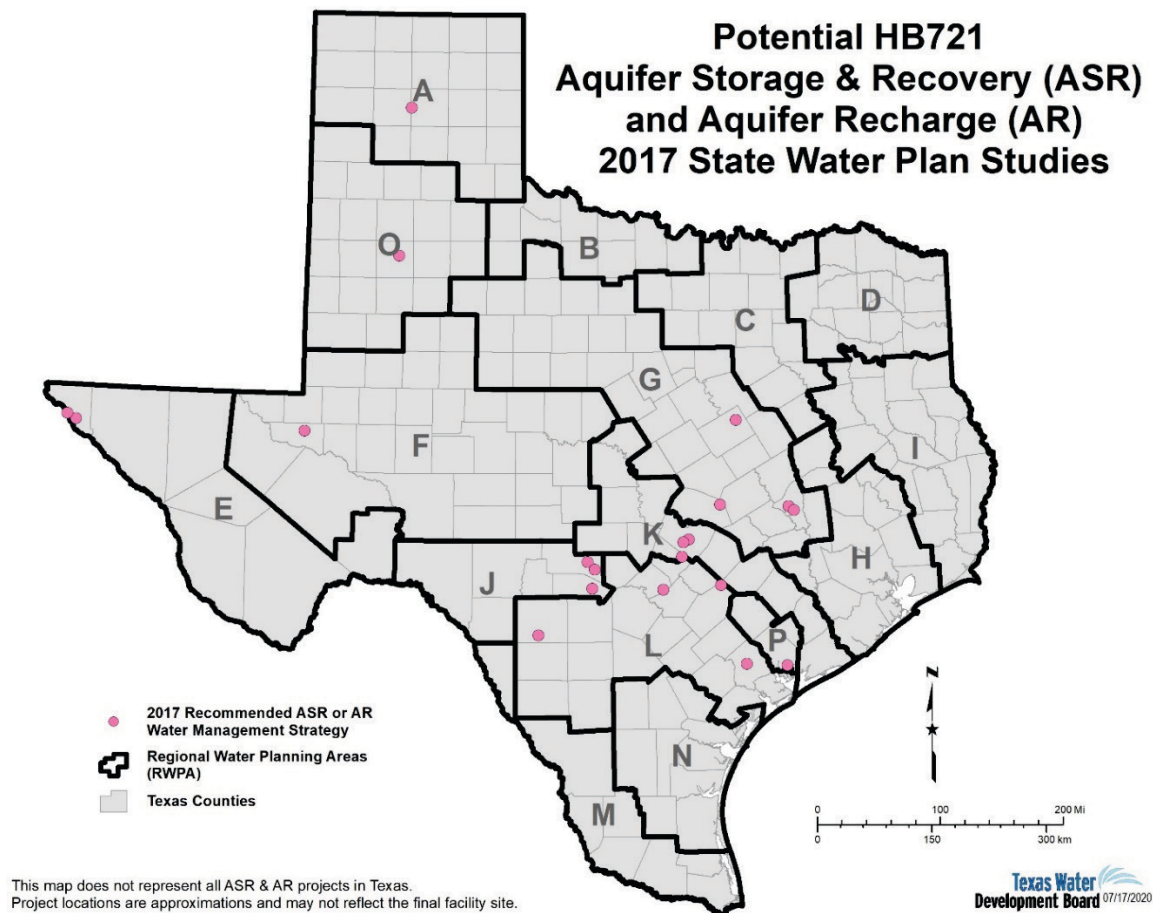 Potential HB721
Aquifer Storage & Recovery (ASR)
and Aquifer Recharge (AR)
2017 State Water Plan Studies
A
O
B
C
D
G
F
I
E
K
H
J
L
P
N
M
N
2017 Recommended ASR or AR
Water Management Strategy
Regional Water Planning Areas
(RWPA)
Texas Counties
0 100 200 Mi
0 150 300 km
This map does not represent all ASR & AR projects in Texas.
Project locations are approximations and may not reflect the final facility site.
Texas Water
Development Board 07/17/2020